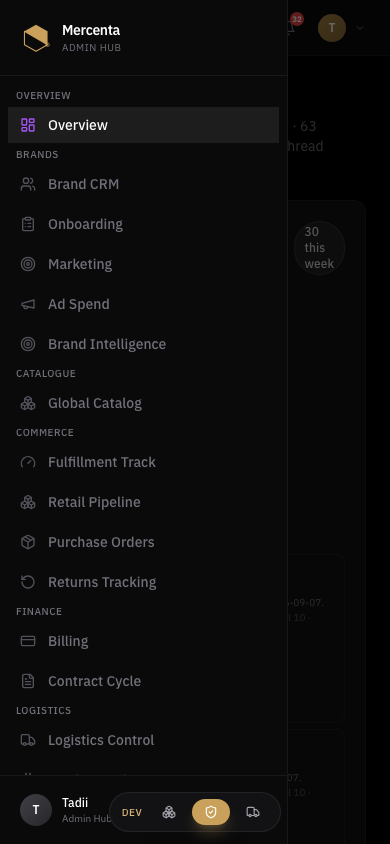 Mercenta
ADMIN HUB
32
T
OVERVIEW
Overview
· 63
BRANDS
hread
Brand CRM
Onboarding
30
this
week
Marketing
Ad Spend
Brand Intelligence
CATALOGUE
Global Catalog
COMMERCE
Fulfillment Track
Retail Pipeline
Purchase Orders
Returns Tracking
-09-07.
10 ·
FINANCE
Billing
Contract Cycle
LOGISTICS
Logistics Control
07.
10 ·
T
Tadii
Admin Hub
DEV